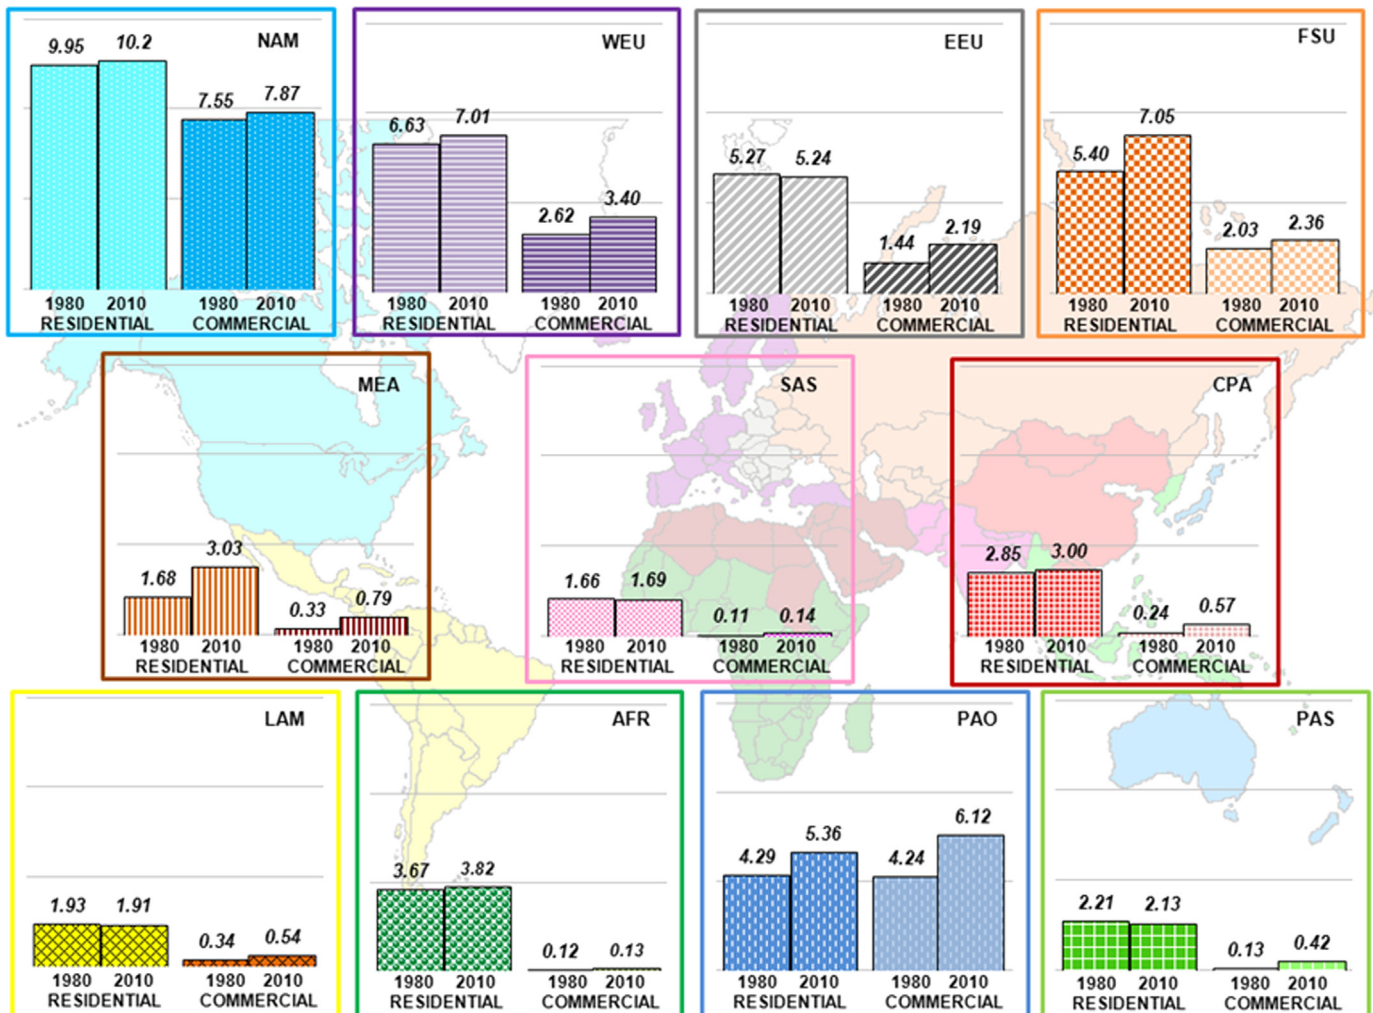 NAM
9.95 10.2
7.55 7.87
1980 2010 1980 2010
RESIDENTIAL COMMERCIAL
WEU
6.63 7.01
2.62 3.40
1980 2010 1980 2010
RESIDENTIAL COMMERCIAL
EEU
5.27 5.24
1.44 2.19
1980 2010 1980 2010
RESIDENTIAL COMMERCIAL
FSU
5.40 7.05
2.03 2.36
1980 2010 1980 2010
RESIDENTIAL COMMERCIAL
MEA
1.68 3.03
0.33 0.79
1980 2010 1980 2010
RESIDENTIAL COMMERCIAL
SAS
1.66 1.69
0.11 0.14
1980 2010 1980 2010
RESIDENTIAL COMMERCIAL
CPA
2.85 3.00
0.24 0.57
1980 2010 1980 2010
RESIDENTIAL COMMERCIAL
LAM
1.93 1.91
0.34 0.54
1980 2010 1980 2010
RESIDENTIAL COMMERCIAL
AFR
3.67 3.82
0.12 0.13
1980 2010 1980 2010
RESIDENTIAL COMMERCIAL
PAO
4.29 5.36
4.24 6.12
1980 2010 1980 2010
RESIDENTIAL COMMERCIAL
PAS
2.21 2.13
0.13 0.42
1980 2010 1980 2010
RESIDENTIAL COMMERCIAL